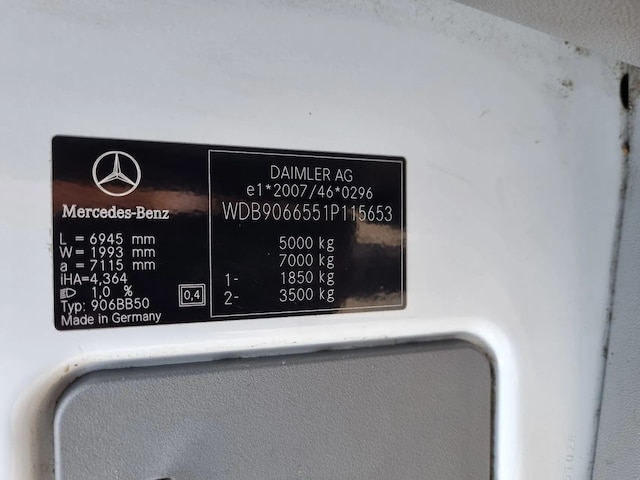 Mercedes-Benz
L = 6945 mm
W = 1993 mm
a = 7115 mm
iHA=4,364
1,0 %
Typ: 906BB50
Made in Germany
0,4
DAIMLER AG
e1*2007/46*0296
WDB9066551P115653
5000 kg
7000 kg
1- 1850 kg
2- 3500 kg